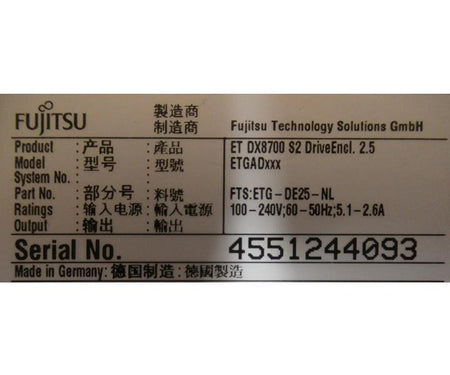 FUJITSU 製造商 制造商 Fujitsu Technology Solutions GmbH
Product : 产品 : 產品 ET DX8700 S2 DriveEncl. 2.5
Model : 型号 : 型號 ETGADxxx
System No. :
Part No. : 部分号 : 料號 FTS:ETG-DE25-NL
Ratings : 输入电源 : 輸入電源 100-240V;60-50Hz;5.1-2.6A
Output : 输出 : 輸出
Serial No. 4551244093
Made in Germany: 德国制造: 德國製造